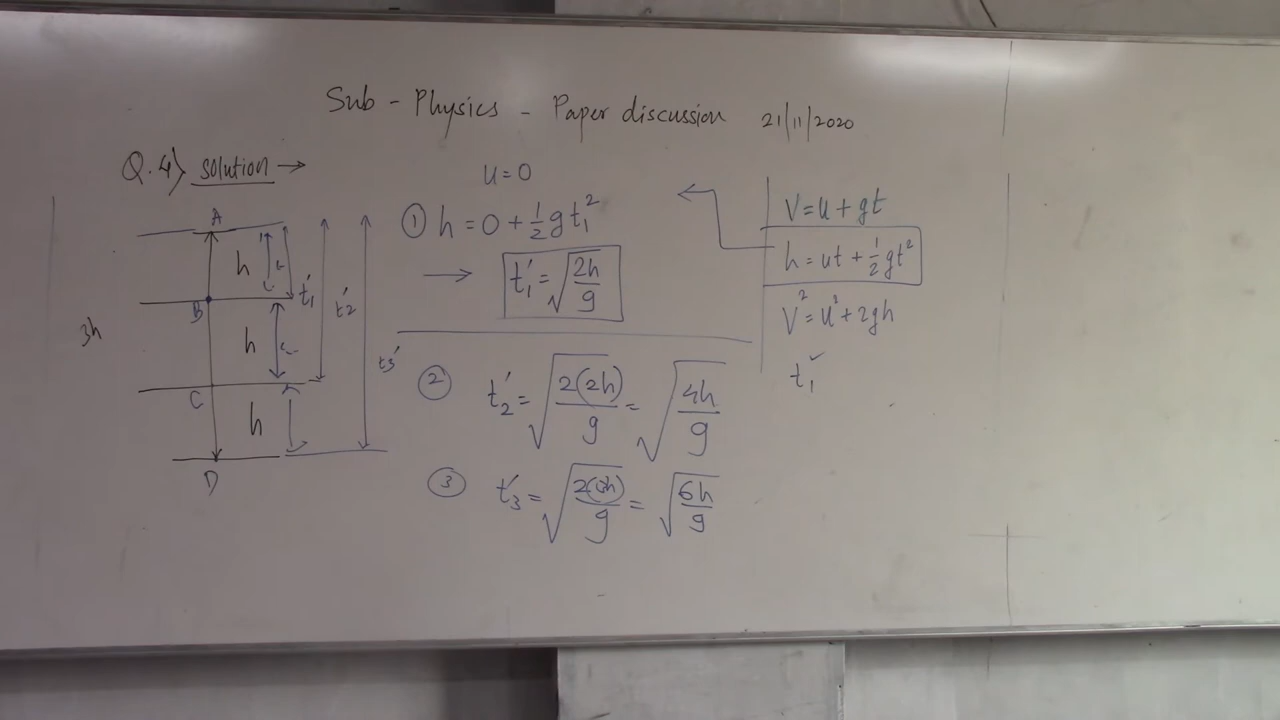 Sub - Physics - Paper discussion 21/11/2020
Q.4) solution →
u = 0
A
B
C
D
h
h
h
3h
t₁'
t₂'
t₃'
① h = 0 + ½ g t₁²
→ t₁' = √(2h/g)
② t₂' = √(2(2h)/g) = √(4h/g)
③ t₃' = √(2(3h)/g) = √(6h/g)
V = u + gt
h = ut + ½ gt²
V² = u² + 2gh
t₁ ✓